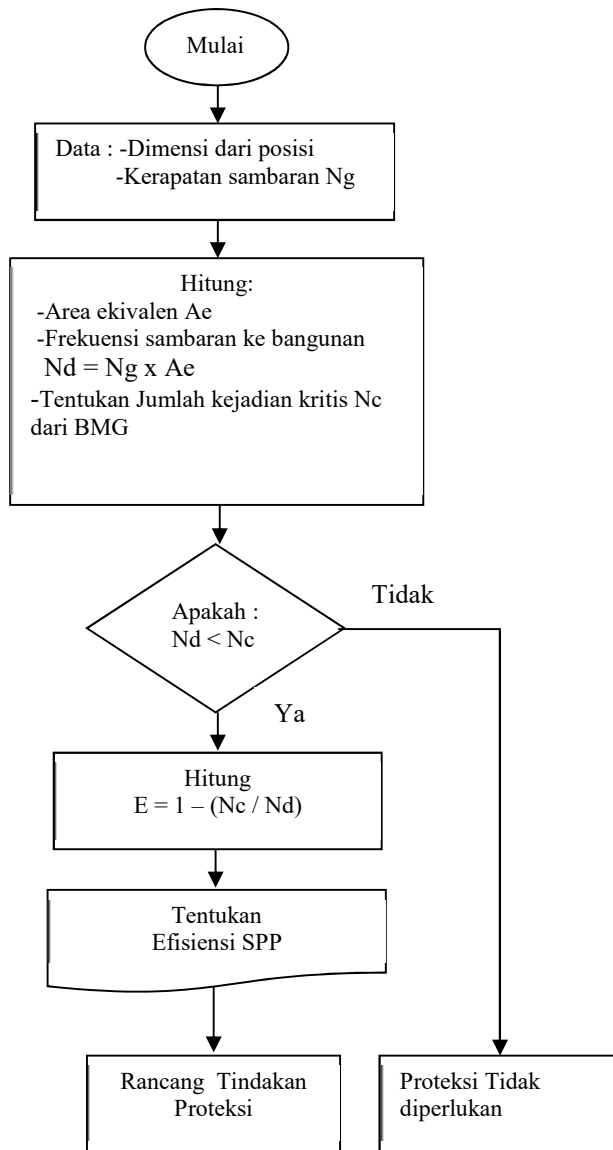 Mulai
Data : -Dimensi dari posisi
-Kerapatan sambaran Ng
Hitung:
-Area ekivalen Ae
-Frekuensi sambaran ke bangunan
Nd = Ng x Ae
-Tentukan Jumlah kejadian kritis Nc
dari BMG
Apakah :
Nd < Nc
Tidak
Ya
Hitung
E = 1 – (Nc / Nd)
Tentukan
Efisiensi SPP
Rancang Tindakan
Proteksi
Proteksi Tidak
diperlukan